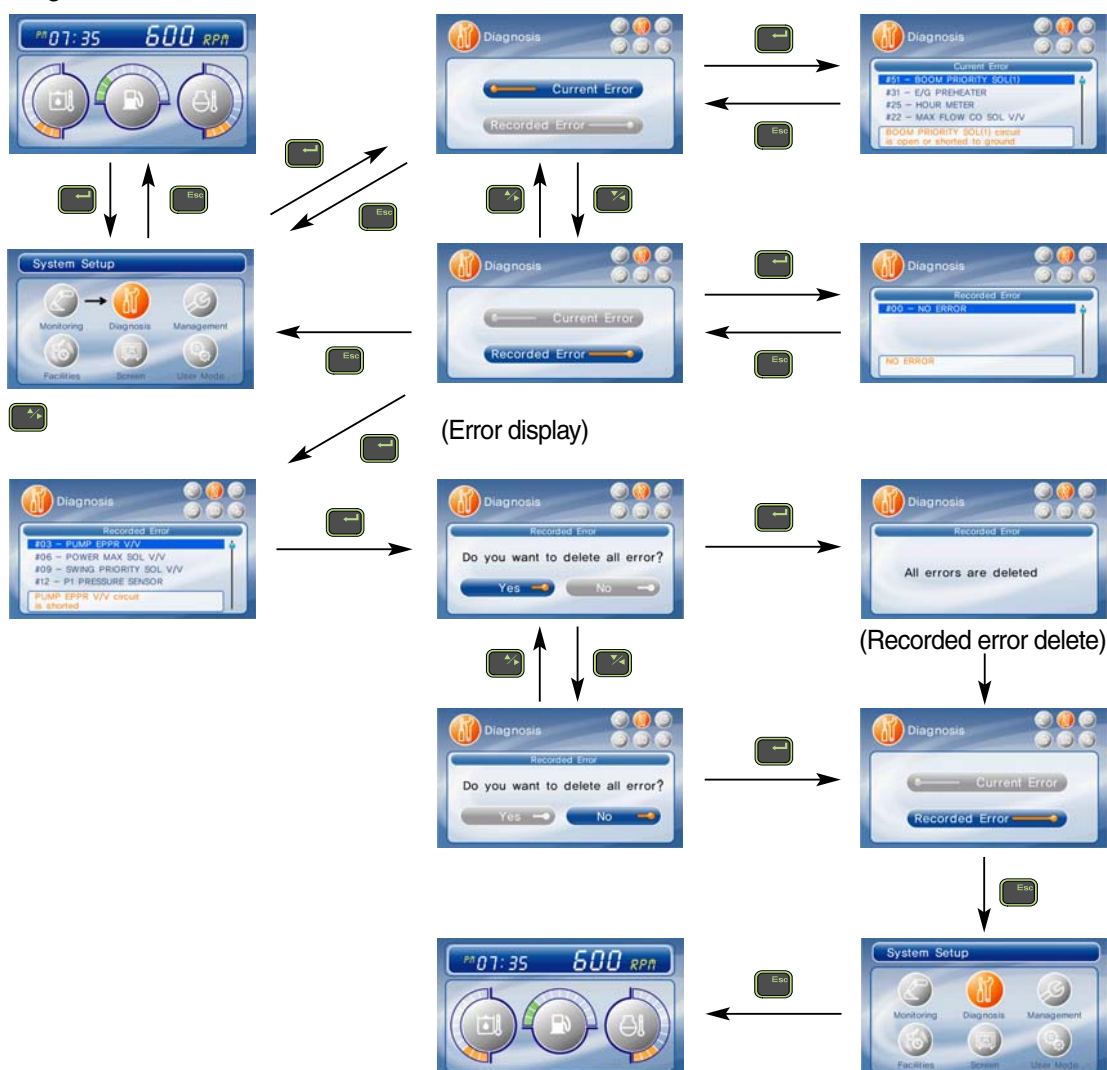 PM 07:35 600 RPM
Diagnosis
Current Error
Recorded Error
Diagnosis
Current Error
#51 - BOOM PRIORITY SOL(1)
#31 - E/G PREHEATER
#25 - HOUR METER
#22 - MAX FLOW CO SOL V/V
BOOM PRIORITY SOL(1) circuit
is open or shorted to ground
Esc
Esc
Esc
System Setup
Monitoring Diagnosis Management
Facilities Screen User Mode
Diagnosis
Current Error
Recorded Error
Diagnosis
Recorded Error
#00 - NO ERROR
NO ERROR
Esc
Esc
(Error display)
Diagnosis
Recorded Error
#03 - PUMP EPPR V/V
#06 - POWER MAX SOL V/V
#09 - SWING PRIORITY SOL V/V
#12 - P1 PRESSURE SENSOR
PUMP EPPR V/V circuit
is shorted
Diagnosis
Recorded Error
Do you want to delete all error?
Yes No
Diagnosis
Recorded Error
All errors are deleted
(Recorded error delete)
Diagnosis
Recorded Error
Do you want to delete all error?
Yes No
Diagnosis
Current Error
Recorded Error
Esc
PM 07:35 600 RPM
Esc
System Setup
Monitoring Diagnosis Management
Facilities Screen User Mode